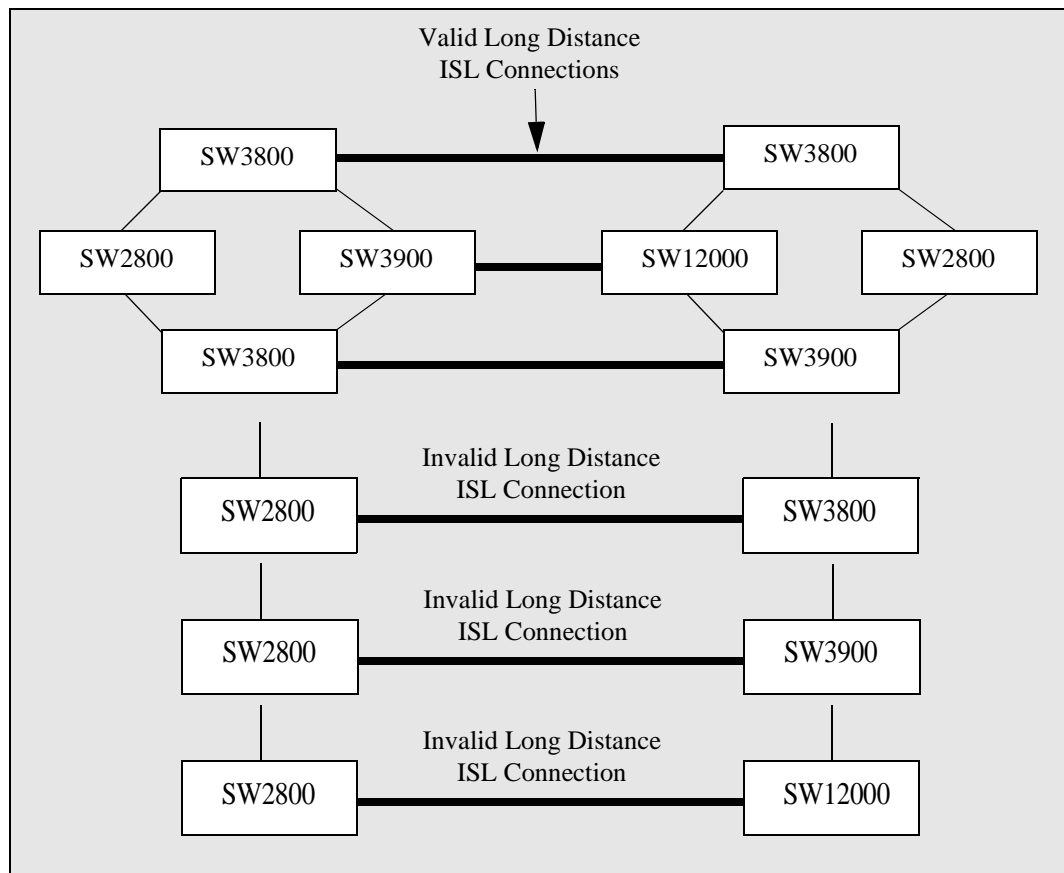 Valid Long Distance
ISL Connections
SW3800
SW3800
SW2800
SW3900
SW12000
SW2800
SW3800
SW3900
Invalid Long Distance
ISL Connection
SW2800
SW3800
Invalid Long Distance
ISL Connection
SW2800
SW3900
Invalid Long Distance
ISL Connection
SW2800
SW12000